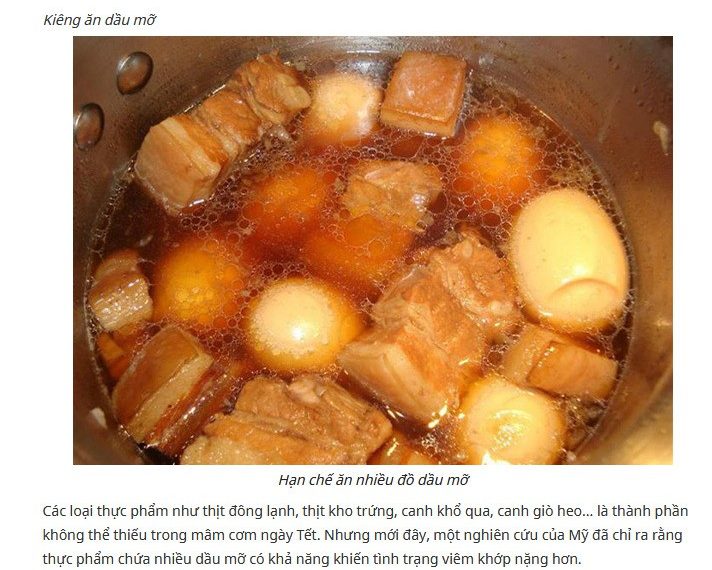 Kiêng ăn dầu mỡ
Hạn chế ăn nhiều đồ dầu mỡ
Các loại thực phẩm như thịt đông lạnh, thịt kho trứng, canh khổ qua, canh giò heo... là thành phần
không thể thiếu trong mâm cơm ngày Tết. Nhưng mới đây, một nghiên cứu của Mỹ đã chỉ ra rằng
thực phẩm chứa nhiều dầu mỡ có khả năng khiến tình trạng viêm khớp nặng hơn.